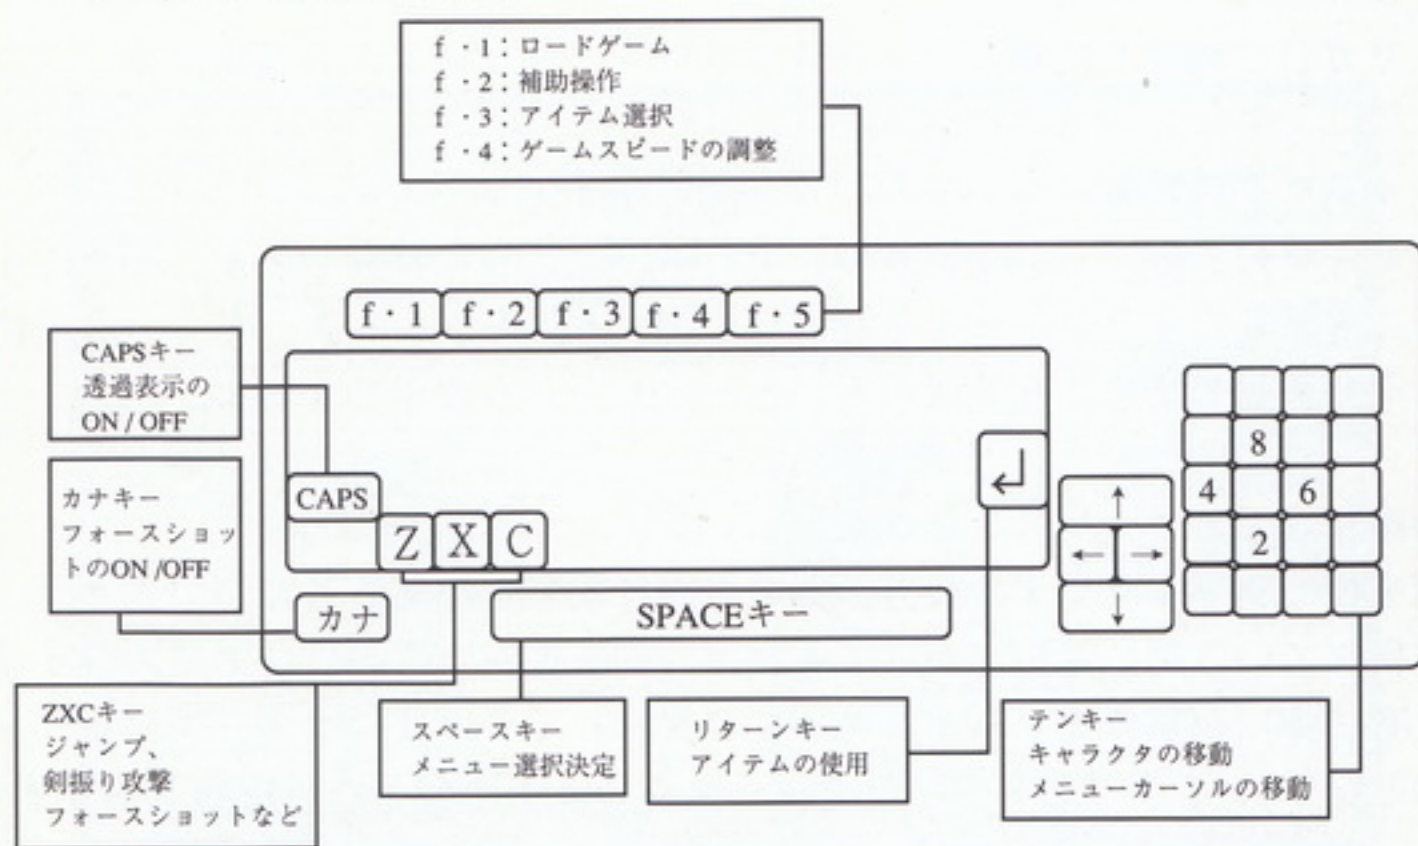 f・1：ロードゲーム
f・2：補助操作
f・3：アイテム選択
f・4：ゲームスピードの調整
f・1 f・2 f・3 f・4 f・5
CAPSキー
透過表示の
ON / OFF
カナキー
フォースショッ
トのON /OFF
CAPS
Z X C
カナ
SPACEキー
↵
↑
← →
↓
8
4 6
2
ZXCキー
ジャンプ、
剣振り攻撃
フォースショットなど
スペースキー
メニュー選択決定
リターンキー
アイテムの使用
テンキー
キャラクタの移動
メニューカーソルの移動